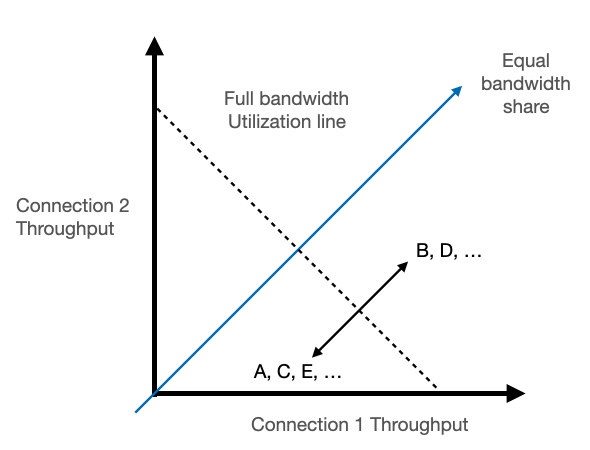 Equal
bandwidth
share
Full bandwidth
Utilization line
Connection 2
Throughput
B, D, …
A, C, E, …
Connection 1 Throughput